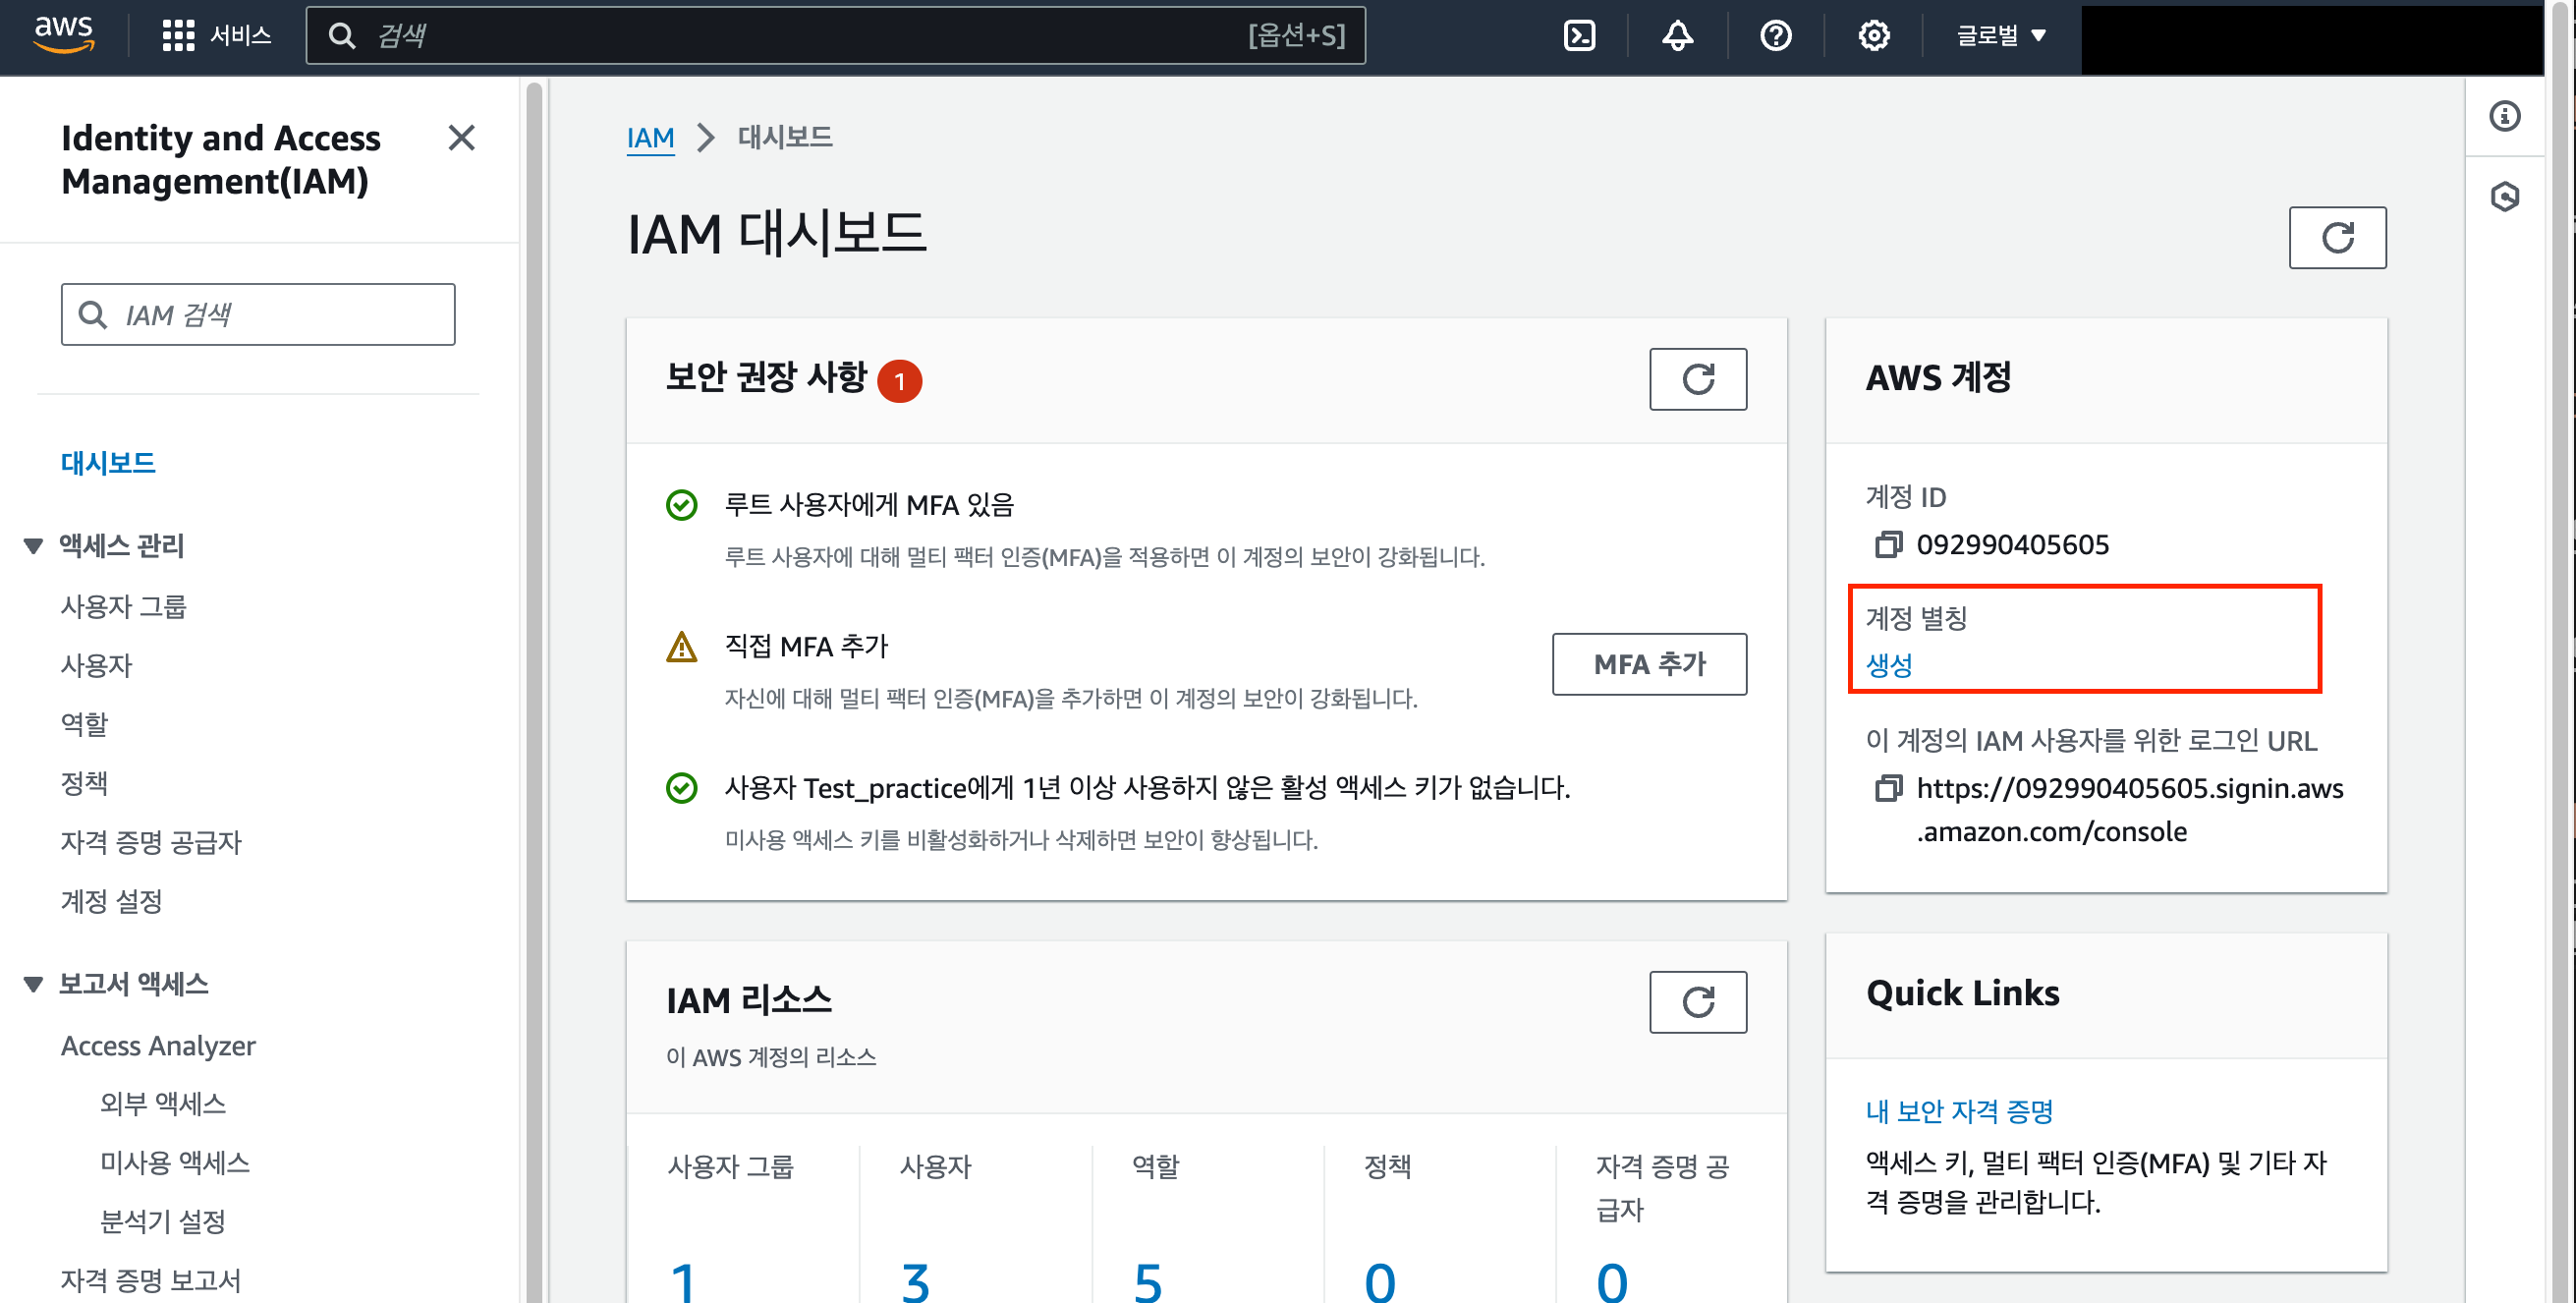 aws
서비스
검색
[옵션+S]
글로벌
Identity and Access
Management(IAM)
IAM 검색
대시보드
액세스 관리
사용자 그룹
사용자
역할
정책
자격 증명 공급자
계정 설정
보고서 액세스
Access Analyzer
외부 액세스
미사용 액세스
분석기 설정
자격 증명 보고서
IAM
대시보드
IAM 대시보드
보안 권장 사항 1
루트 사용자에게 MFA 있음
루트 사용자에 대해 멀티 팩터 인증(MFA)을 적용하면 이 계정의 보안이 강화됩니다.
직접 MFA 추가
자신에 대해 멀티 팩터 인증(MFA)을 추가하면 이 계정의 보안이 강화됩니다.
MFA 추가
사용자 Test_practice에게 1년 이상 사용하지 않은 활성 액세스 키가 없습니다.
미사용 액세스 키를 비활성화하거나 삭제하면 보안이 향상됩니다.
IAM 리소스
이 AWS 계정의 리소스
사용자 그룹
1
사용자
3
역할
5
정책
0
자격 증명 공
급자
0
AWS 계정
계정 ID
092990405605
계정 별칭
생성
이 계정의 IAM 사용자를 위한 로그인 URL
https://092990405605.signin.aws
.amazon.com/console
Quick Links
내 보안 자격 증명
액세스 키, 멀티 팩터 인증(MFA) 및 기타 자
격 증명을 관리합니다.